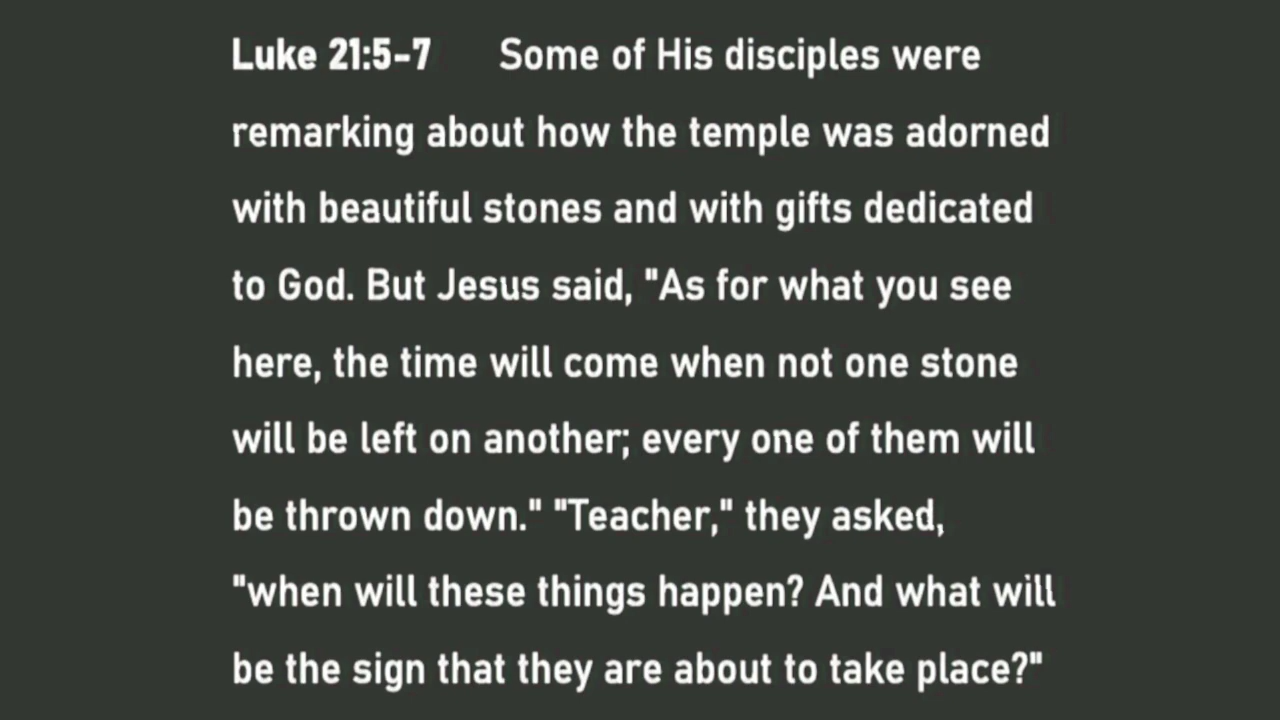 Luke 21:5-7 Some of His disciples were
remarking about how the temple was adorned
with beautiful stones and with gifts dedicated
to God. But Jesus said, "As for what you see
here, the time will come when not one stone
will be left on another; every one of them will
be thrown down." "Teacher," they asked,
"when will these things happen? And what will
be the sign that they are about to take place?"